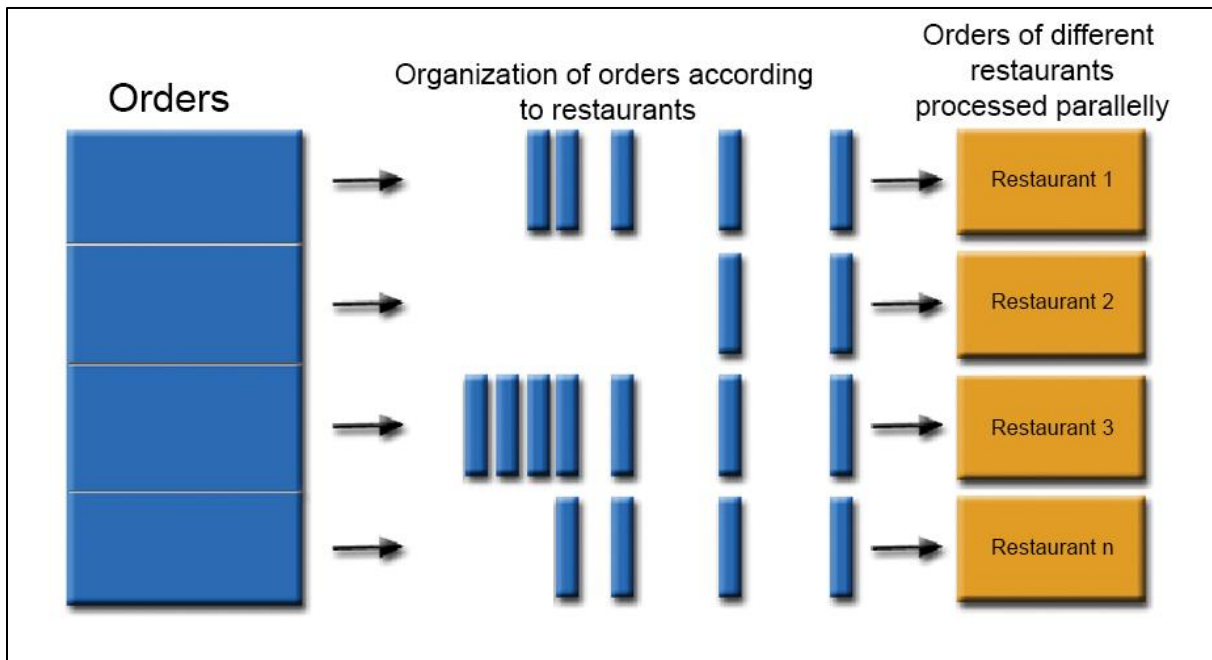 Orders
Organization of orders according
to restaurants
Orders of different
restaurants
processed parallelly
Restaurant 1
Restaurant 2
Restaurant 3
Restaurant n